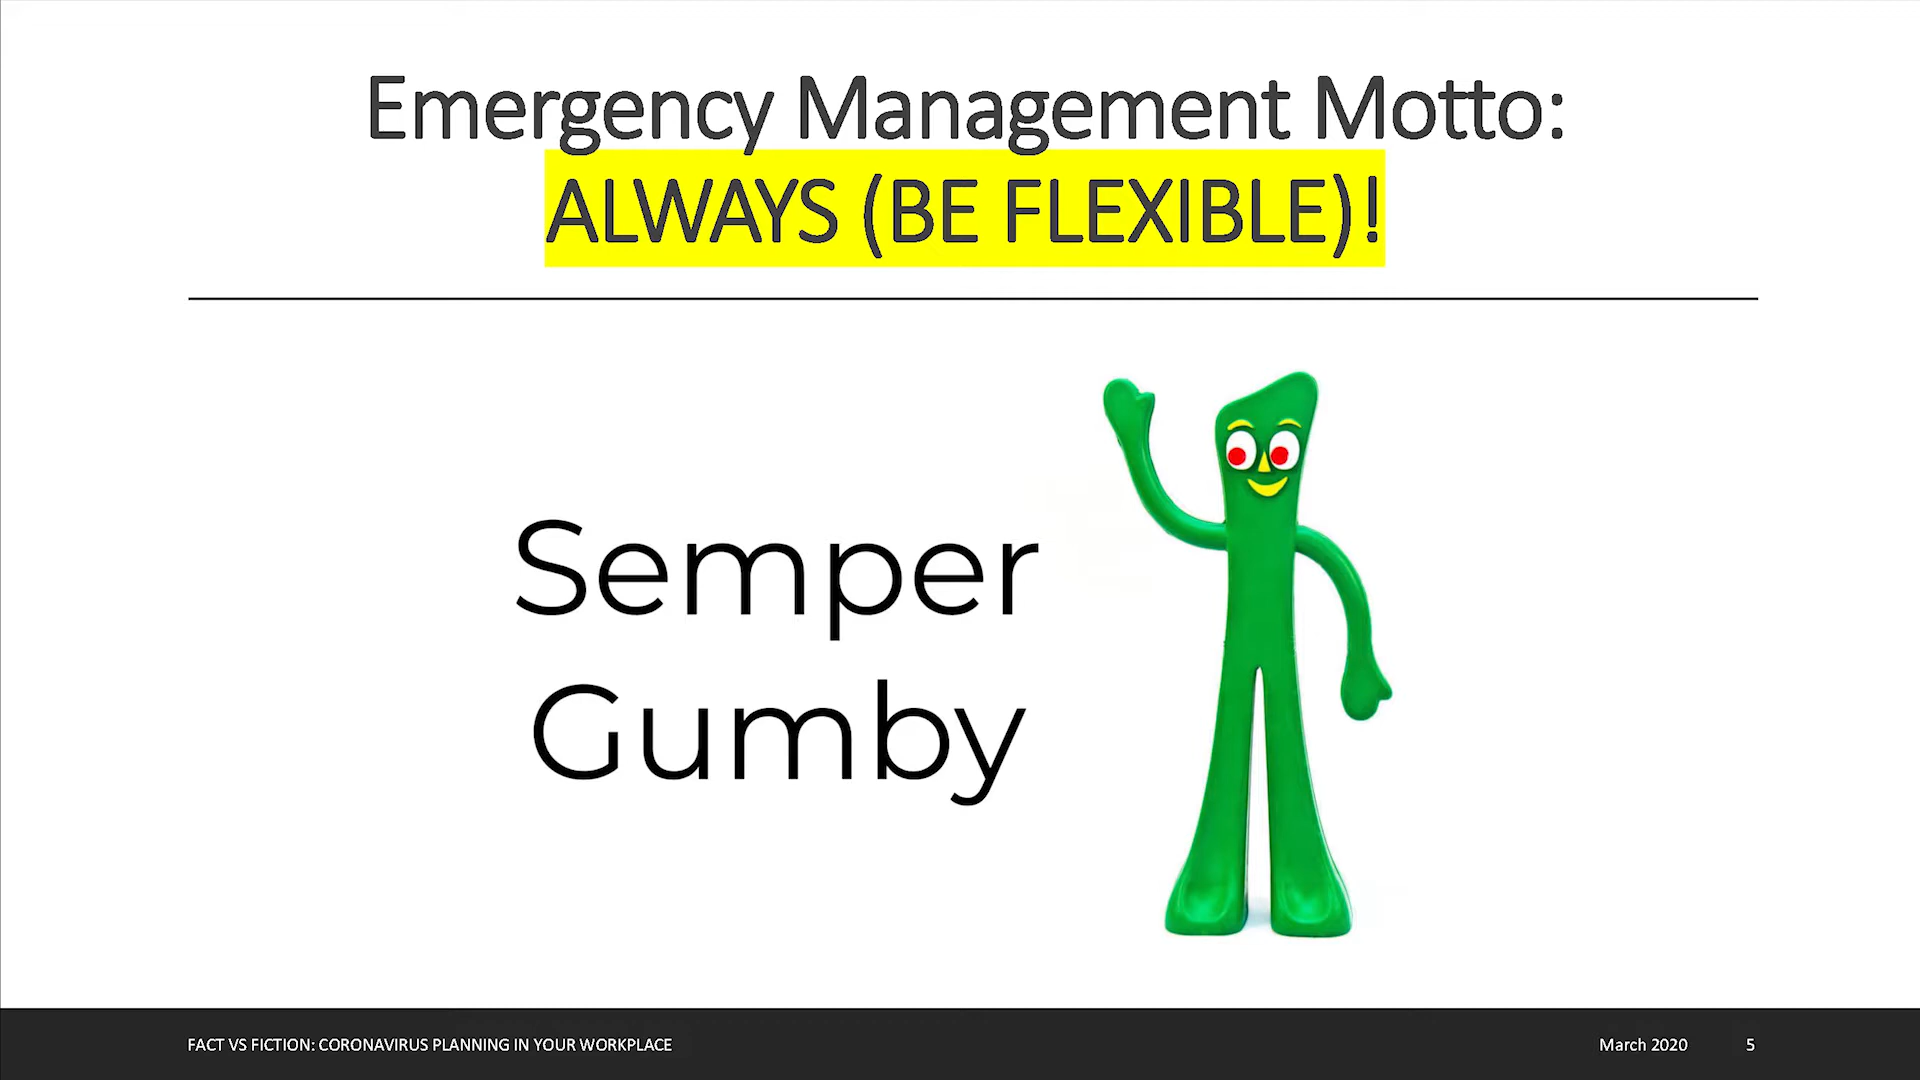 Emergency Management Motto:
ALWAYS (BE FLEXIBLE)!
Semper
Gumby
FACT VS FICTION: CORONAVIRUS PLANNING IN YOUR WORKPLACE
March 2020
5